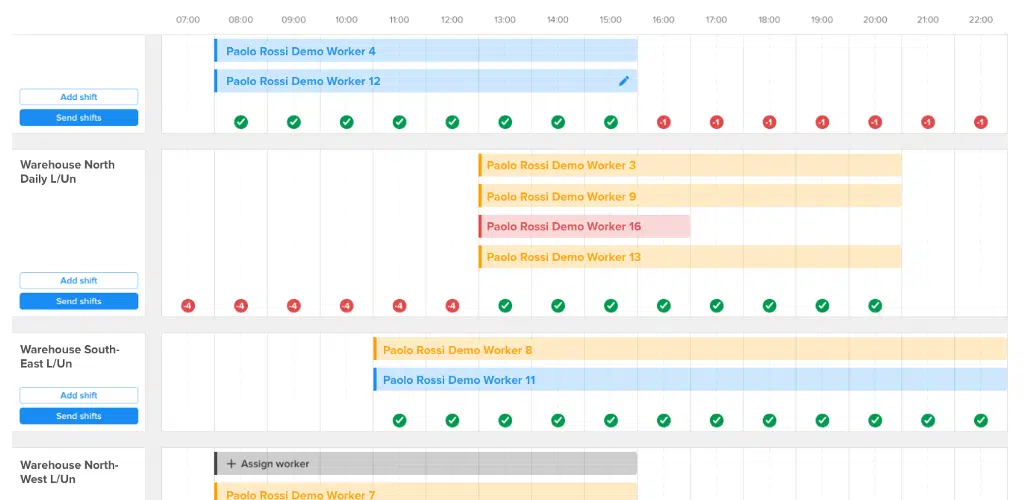 07:00 08:00 09:00 10:00 11:00 12:00 13:00 14:00 15:00 16:00 17:00 18:00 19:00 20:00 21:00 22:00
Paolo Rossi Demo Worker 4
Paolo Rossi Demo Worker 12
Add shift
Send shifts
-1 -1 -1 -1 -1 -1 -1
Warehouse North
Daily L/Un
Paolo Rossi Demo Worker 3
Paolo Rossi Demo Worker 9
Paolo Rossi Demo Worker 16
Paolo Rossi Demo Worker 13
Add shift
Send shifts
-4 -4 -4 -4 -4 -4
Warehouse South-
East L/Un
Paolo Rossi Demo Worker 8
Paolo Rossi Demo Worker 11
Add shift
Send shifts
Warehouse North-
West L/Un
+ Assign worker
Paolo Rossi Demo Worker 7